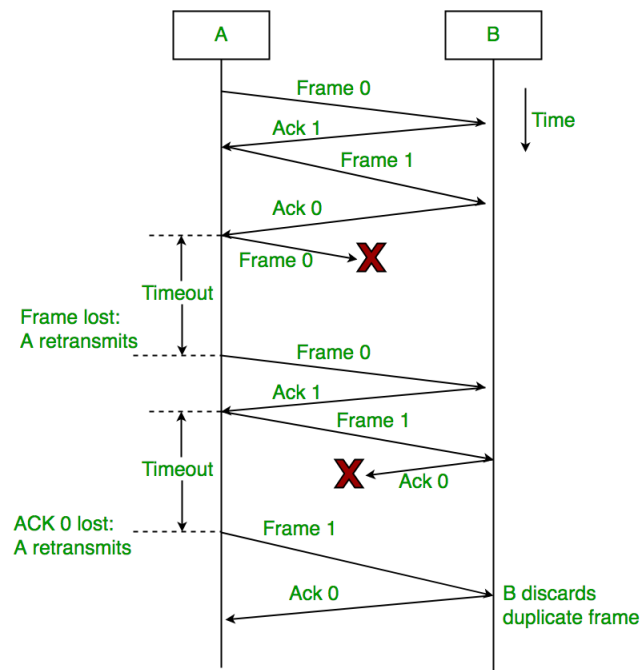 A
B
Frame 0
Time
Ack 1
Frame 1
Ack 0
Frame 0
Timeout
Frame lost:
A retransmits
Frame 0
Ack 1
Frame 1
Timeout
Ack 0
ACK 0 lost:
A retransmits
Frame 1
Ack 0
B discards
duplicate frame